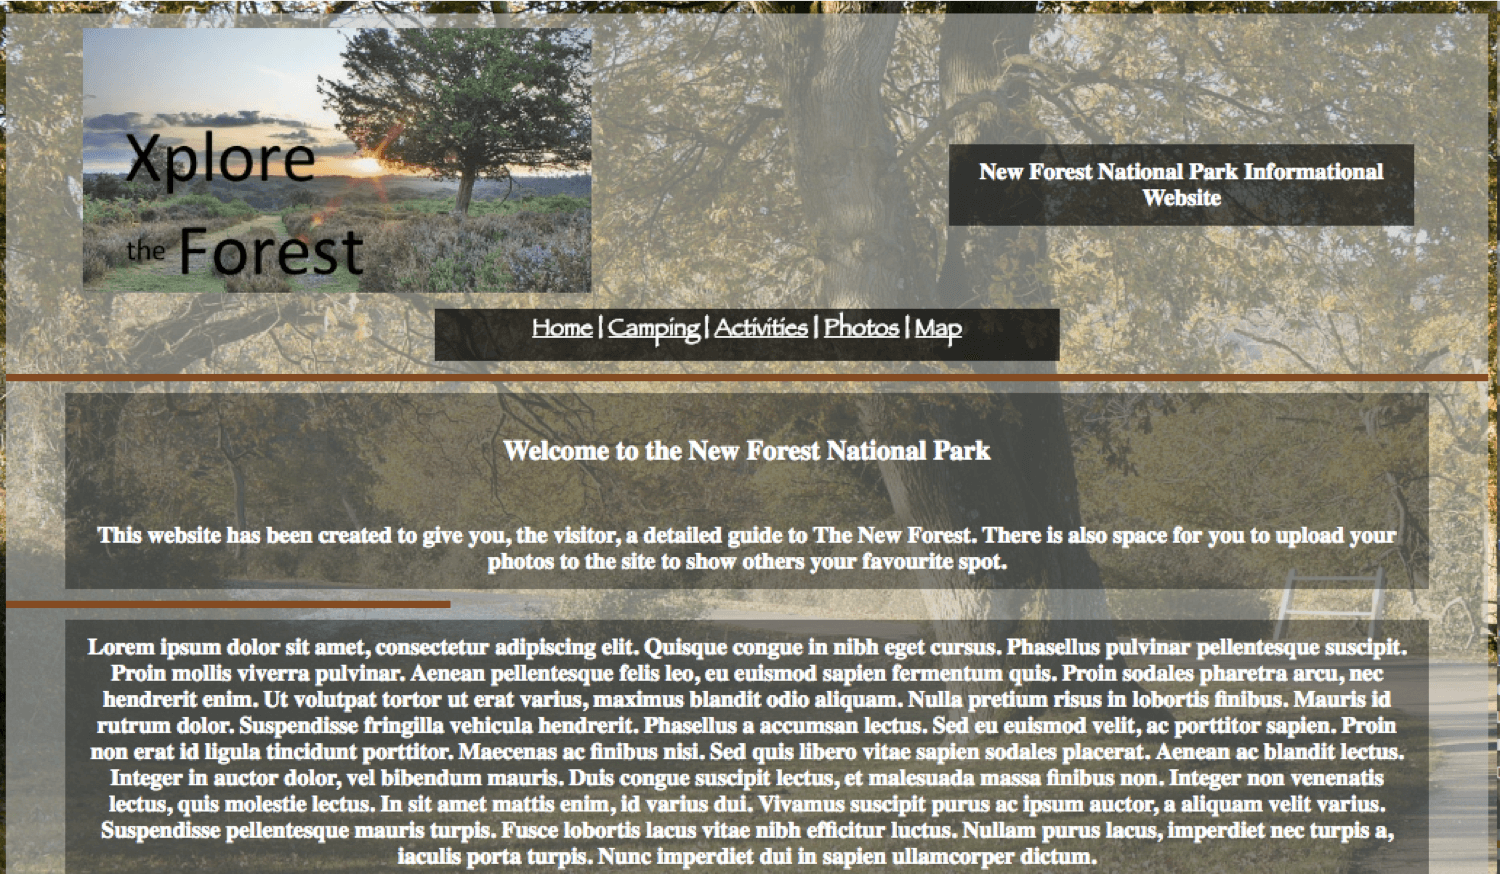 Xplore
the Forest
New Forest National Park Informational
Website
Home | Camping | Activities | Photos | Map
Welcome to the New Forest National Park
This website has been created to give you, the visitor, a detailed guide to The New Forest. There is also space for you to upload your
photos to the site to show others your favourite spot.
Lorem ipsum dolor sit amet, consectetur adipiscing elit. Quisque congue in nibh eget cursus. Phasellus pulvinar pellentesque suscipit.
Proin mollis viverra pulvinar. Aenean pellentesque felis leo, eu euismod sapien fermentum quis. Proin sodales pharetra arcu, nec
hendrerit enim. Ut volutpat tortor ut erat varius, maximus blandit odio aliquam. Nulla pretium risus in lobortis finibus. Mauris id
rutrum dolor. Suspendisse fringilla vehicula hendrerit. Phasellus a accumsan lectus. Sed eu euismod velit, ac porttitor sapien. Proin
non erat id ligula tincidunt porttitor. Maecenas ac finibus nisi. Sed quis libero vitae sapien sodales placerat. Aenean ac blandit lectus.
Integer in auctor dolor, vel bibendum mauris. Duis congue suscipit lectus, et malesuada massa finibus non. Integer non venenatis
lectus, quis molestie lectus. In sit amet mattis enim, id varius dui. Vivamus suscipit purus ac ipsum auctor, a aliquam velit varius.
Suspendisse pellentesque mauris turpis. Fusce lobortis lacus vitae nibh efficitur luctus. Nullam purus lacus, imperdiet nec turpis a,
iaculis porta turpis. Nunc imperdiet dui in sapien ullamcorper dictum.